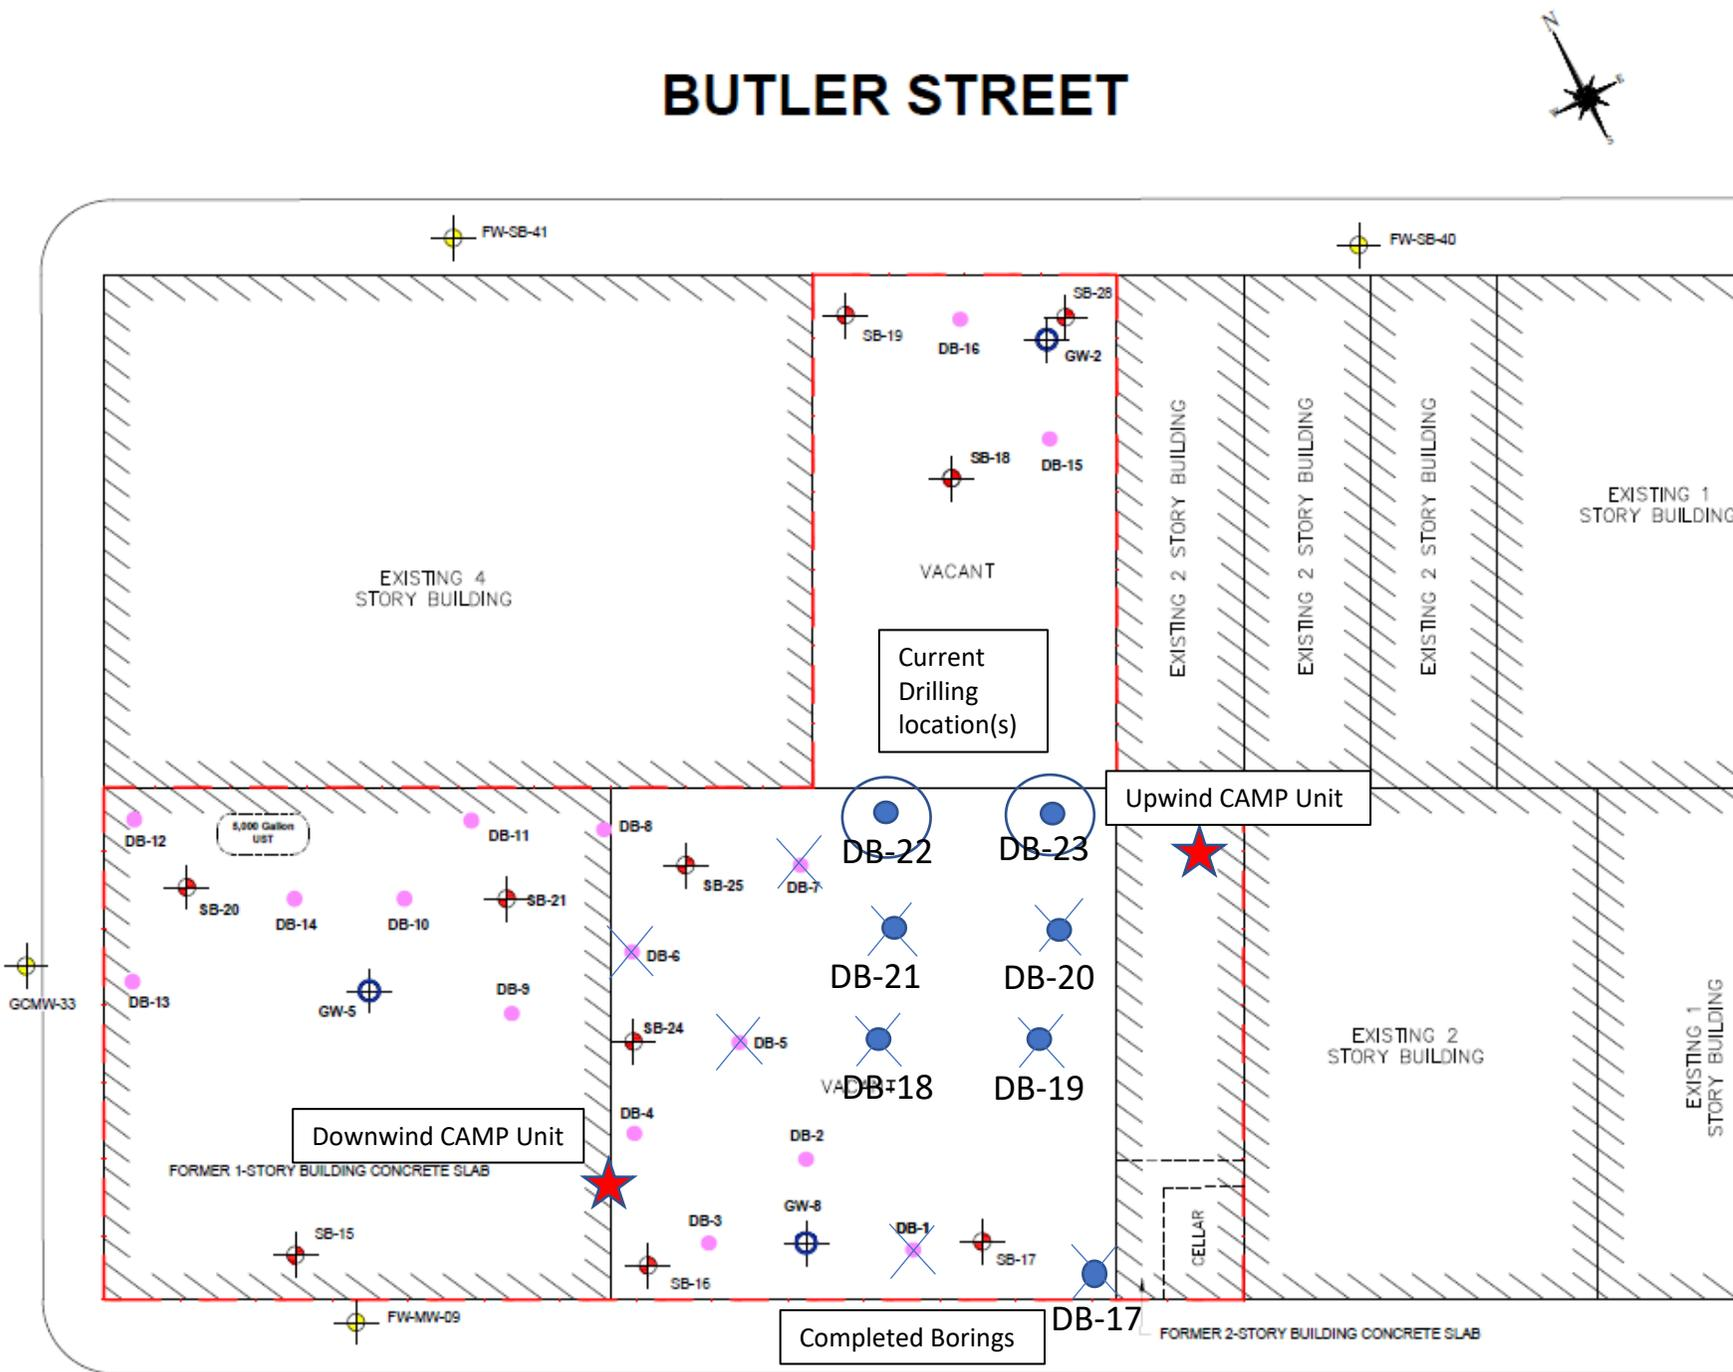 N
E
S
BUTLER STREET
FW-SB-41
FW-SB-40
SB-28
SB-19
DB-16
GW-2
SB-18
DB-15
VACANT
EXISTING 4
STORY BUILDING
EXISTING 2 STORY BUILDING
EXISTING 2 STORY BUILDING
EXISTING 2 STORY BUILDING
EXISTING 1
STORY BUILDING
Current
Drilling
location(s)
Upwind CAMP Unit
DB-12
5,000 Gallon
UST
DB-11
DB-8
DB-22
DB-23
SB-25
DB-7
SB-20
DB-14
DB-10
SB-21
DB-6
DB-21
DB-20
GCMW-33
DB-13
GW-5
DB-9
SB-24
DB-5
VACANT
DB-18
DB-19
EXISTING 2
STORY BUILDING
EXISTING 1
STORY BUILDING
DB-4
Downwind CAMP Unit
DB-2
FORMER 1-STORY BUILDING CONCRETE SLAB
GW-8
DB-3
DB-1
SB-15
SB-16
SB-17
CELLAR
FW-MW-09
Completed Borings
DB-17
FORMER 2-STORY BUILDING CONCRETE SLAB